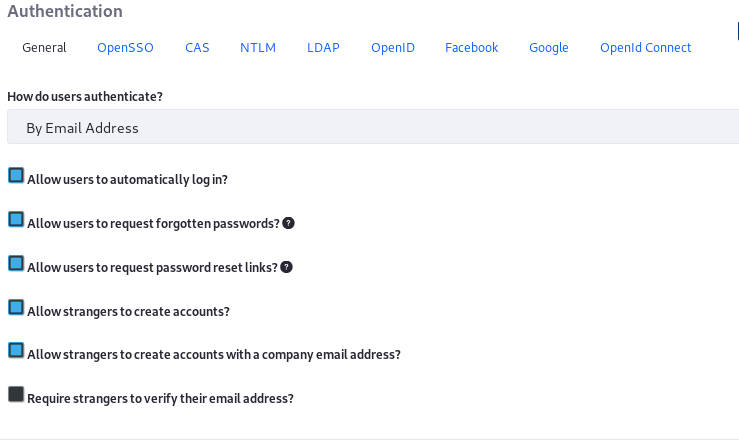 Authentication
General OpenSSO CAS NTLM LDAP OpenID Facebook Google OpenId Connect
How do users authenticate?
By Email Address
Allow users to automatically log in?
Allow users to request forgotten passwords? ?
Allow users to request password reset links? ?
Allow strangers to create accounts?
Allow strangers to create accounts with a company email address?
Require strangers to verify their email address?